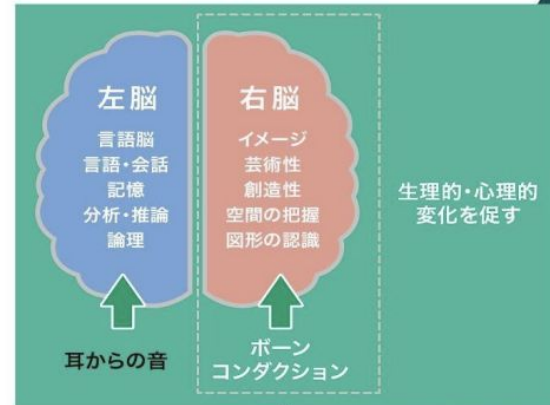 左脳
言語脳
言語・会話
記憶
分析・推論
論理
耳からの音
右脳
イメージ
芸術性
創造性
空間の把握
図形の認識
ボーン
コンダクション
生理的・心理的
変化を促す